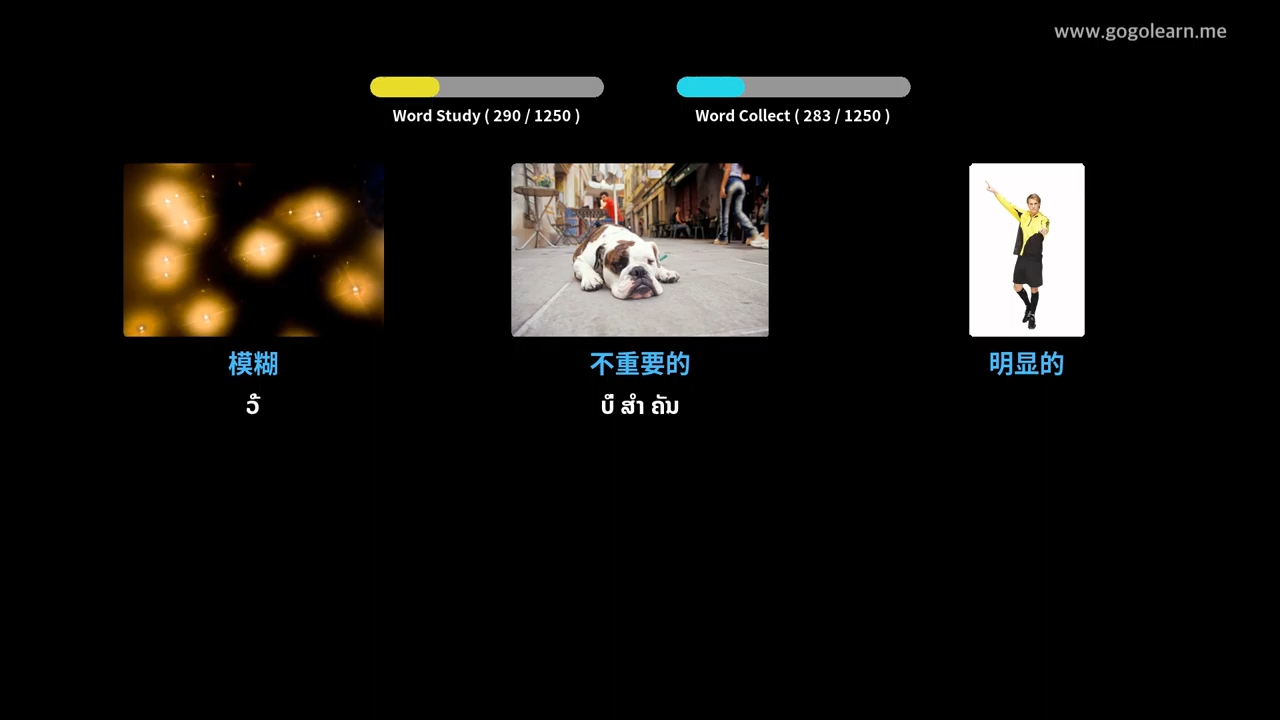 www.gogolearn.me
Word Study ( 290 / 1250 )
Word Collect ( 283 / 1250 )
模糊
不重要的
明显的
ວ້ໍ
ບໍ່ ສໍາ ຄັນ